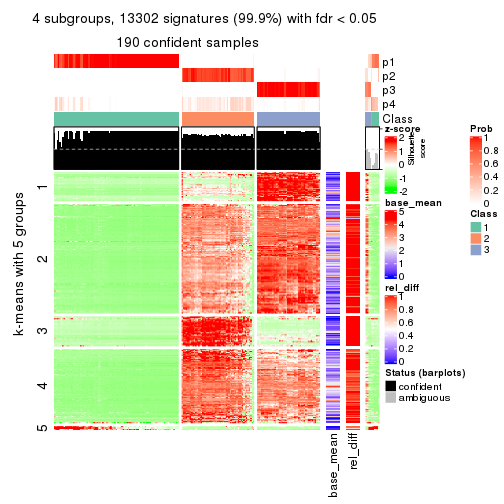 4 subgroups, 13302 signatures (99.9%) with fdr < 0.05
190 confident samples
p1
p2
p3
p4
Class
z-score
2
1
0
-1
-2
Silhouette
score
Prob
1
0.8
0.6
0.4
0.2
0
base_mean
5
4
3
2
1
0
Class
1
2
3
rel_diff
1
0.8
0.6
0.4
0.2
0
Status (barplots)
confident
ambiguous
k-means with 5 groups
1
2
3
4
5
base_mean
rel_diff